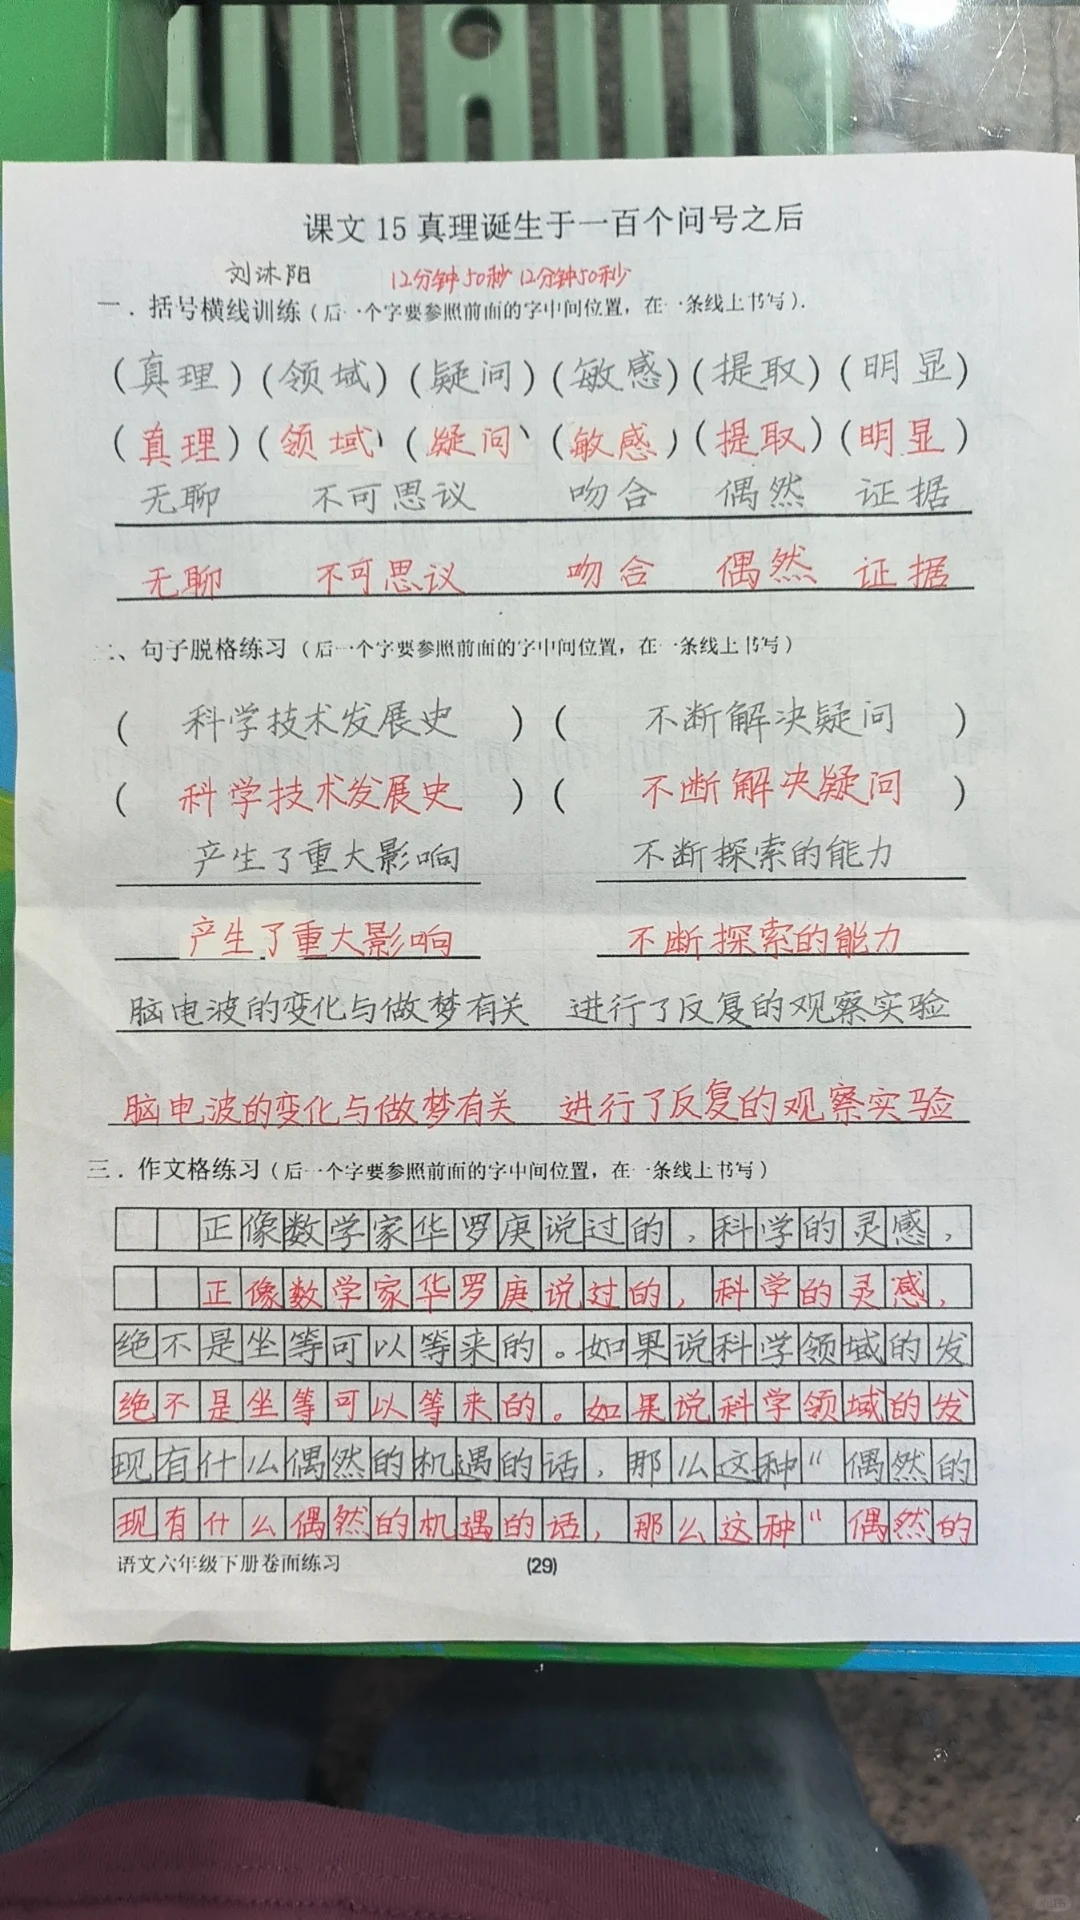 课文 15 真理诞生于一百个问号之后
刘沐阳 12分钟50秒 12分钟50秒
一．括号横线训练（后一个字要参照前面的字中间位置，在一条线上书写）.
（真理）（领域）（疑问）（敏感）（提取）（明显）
（真理）（领域）（疑问）（敏感）（提取）（明显）
无聊 不可思议 吻合 偶然 证据
无聊 不可思议 吻合 偶然 证据
二、句子脱格练习（后一个字要参照前面的字中间位置，在一条线上书写）
（ 科学技术发展史 ）（ 不断解决疑问 ）
（ 科学技术发展史 ）（ 不断解决疑问 ）
产生了重大影响 不断探索的能力
产生了重大影响 不断探索的能力
脑电波的变化与做梦有关 进行了反复的观察实验
脑电波的变化与做梦有关 进行了反复的观察实验
三．作文格练习（后一个字要参照前面的字中间位置，在一条线上书写）
正像数学家华罗庚说过的，科学的灵感，
正像数学家华罗庚说过的，科学的灵感，
绝不是坐等可以等来的。如果说科学领域的发
绝不是坐等可以等来的。如果说科学领域的发
现有什么偶然的机遇的话，那么这种“偶然的
现有什么偶然的机遇的话，那么这种“偶然的
语文六年级下册卷面练习 (29)